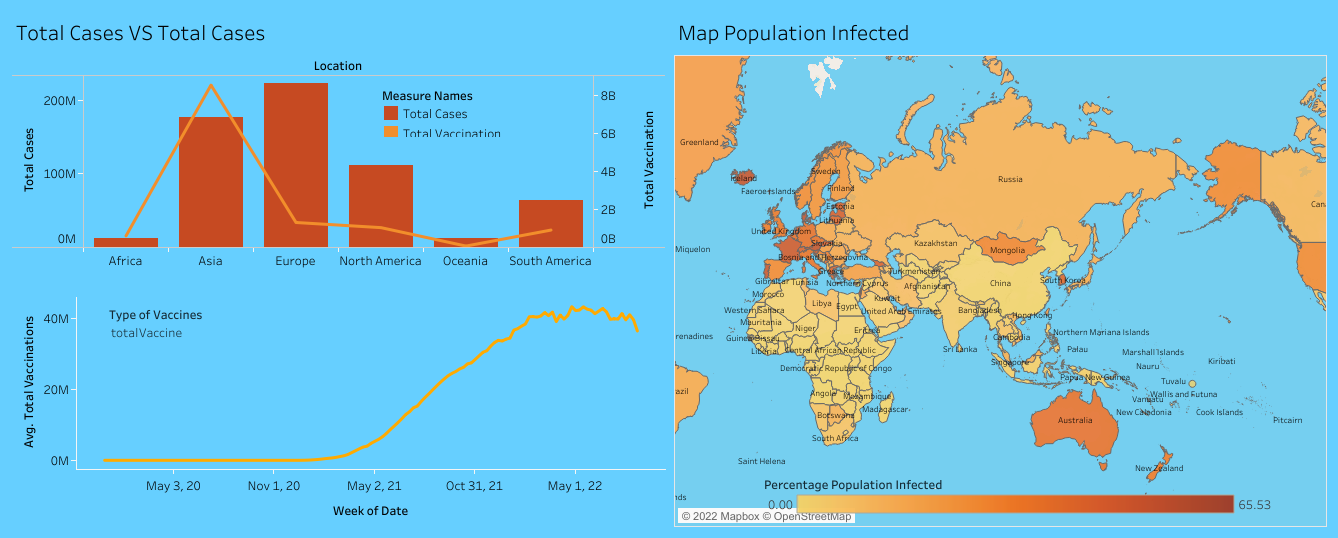 Total Cases VS Total Cases
Location
Measure Names
Total Cases
Total Vaccination
Total Cases
200M
100M
0M
8B
6B
4B
2B
0B
Total Vaccination
Africa
Asia
Europe
North America
Oceania
South America
Type of Vaccines
totalVaccine
Avg. Total Vaccinations
40M
20M
0M
May 3, 20
Nov 1, 20
May 2, 21
Oct 31, 21
May 1, 22
Week of Date
Map Population Infected
Greenland
Ireland
Faeroe Islands
Sweden
Finland
Russia
Estonia
Lithuania
United Kingdom
Slovakia
Bosnia and Herzegovina
Kazakhstan
Mongolia
Cana
Miquelon
Greece
Turkmenistan
Gibraltar
Tunisia
Northern Cyprus
Afghanistan
China
South Korea
Morocco
Kuwait
Western Sahara
Libya
Egypt
United Arab Emirates
Bangladesh
Hong Kong
Mauritania
Niger
Eritrea
Cambodia
Northern Mariana Islands
renadines
Guinea-Bissau
Liberia
Central African Republic
Sri Lanka
Palau
Marshall Islands
Democratic Republic of Congo
Singapore
Nauru
Kiribati
Papua New Guinea
Tuvalu
razil
Angola
Mozambique
Wallis and Futuna
Vanuatu
Madagascar
Botswana
New Caledonia
Cook Islands
Australia
Pitcairn
South Africa
Saint Helena
New Zealand
nds
Percentage Population Infected
0.00
65.53
© 2022 Mapbox © OpenStreetMap